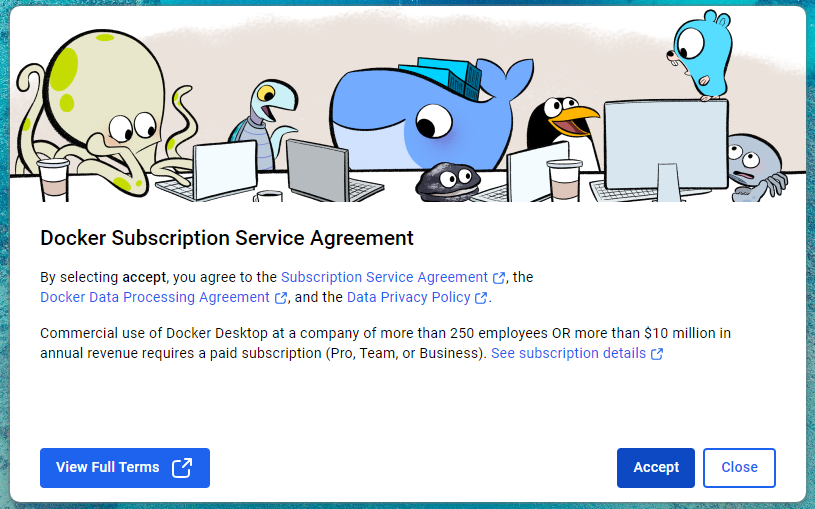 Docker Subscription Service Agreement
By selecting accept, you agree to the Subscription Service Agreement, the
Docker Data Processing Agreement, and the Data Privacy Policy.
Commercial use of Docker Desktop at a company of more than 250 employees OR more than $10 million in
annual revenue requires a paid subscription (Pro, Team, or Business). See subscription details
View Full Terms
Accept
Close